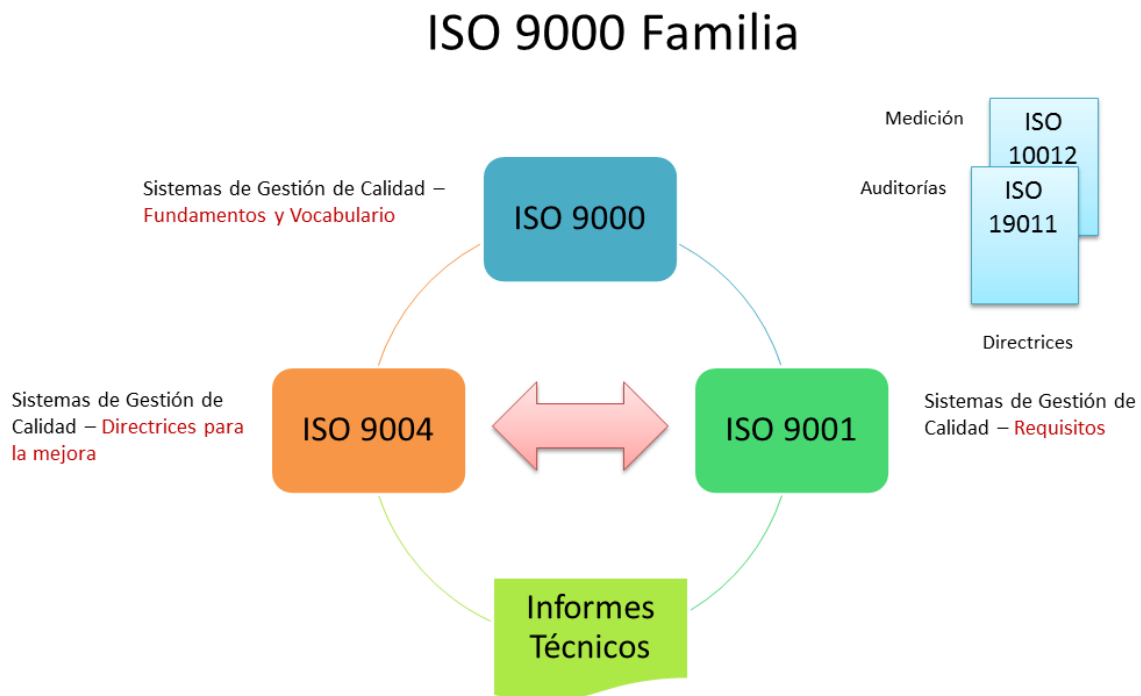 ISO 9000 Familia
Medición
ISO
10012
Auditorías
ISO
19011
Directrices
Sistemas de Gestión de Calidad –
Fundamentos y Vocabulario
ISO 9000
Sistemas de Gestión de
Calidad – Directrices para
la mejora
ISO 9004
ISO 9001
Sistemas de Gestión de
Calidad – Requisitos
Informes
Técnicos